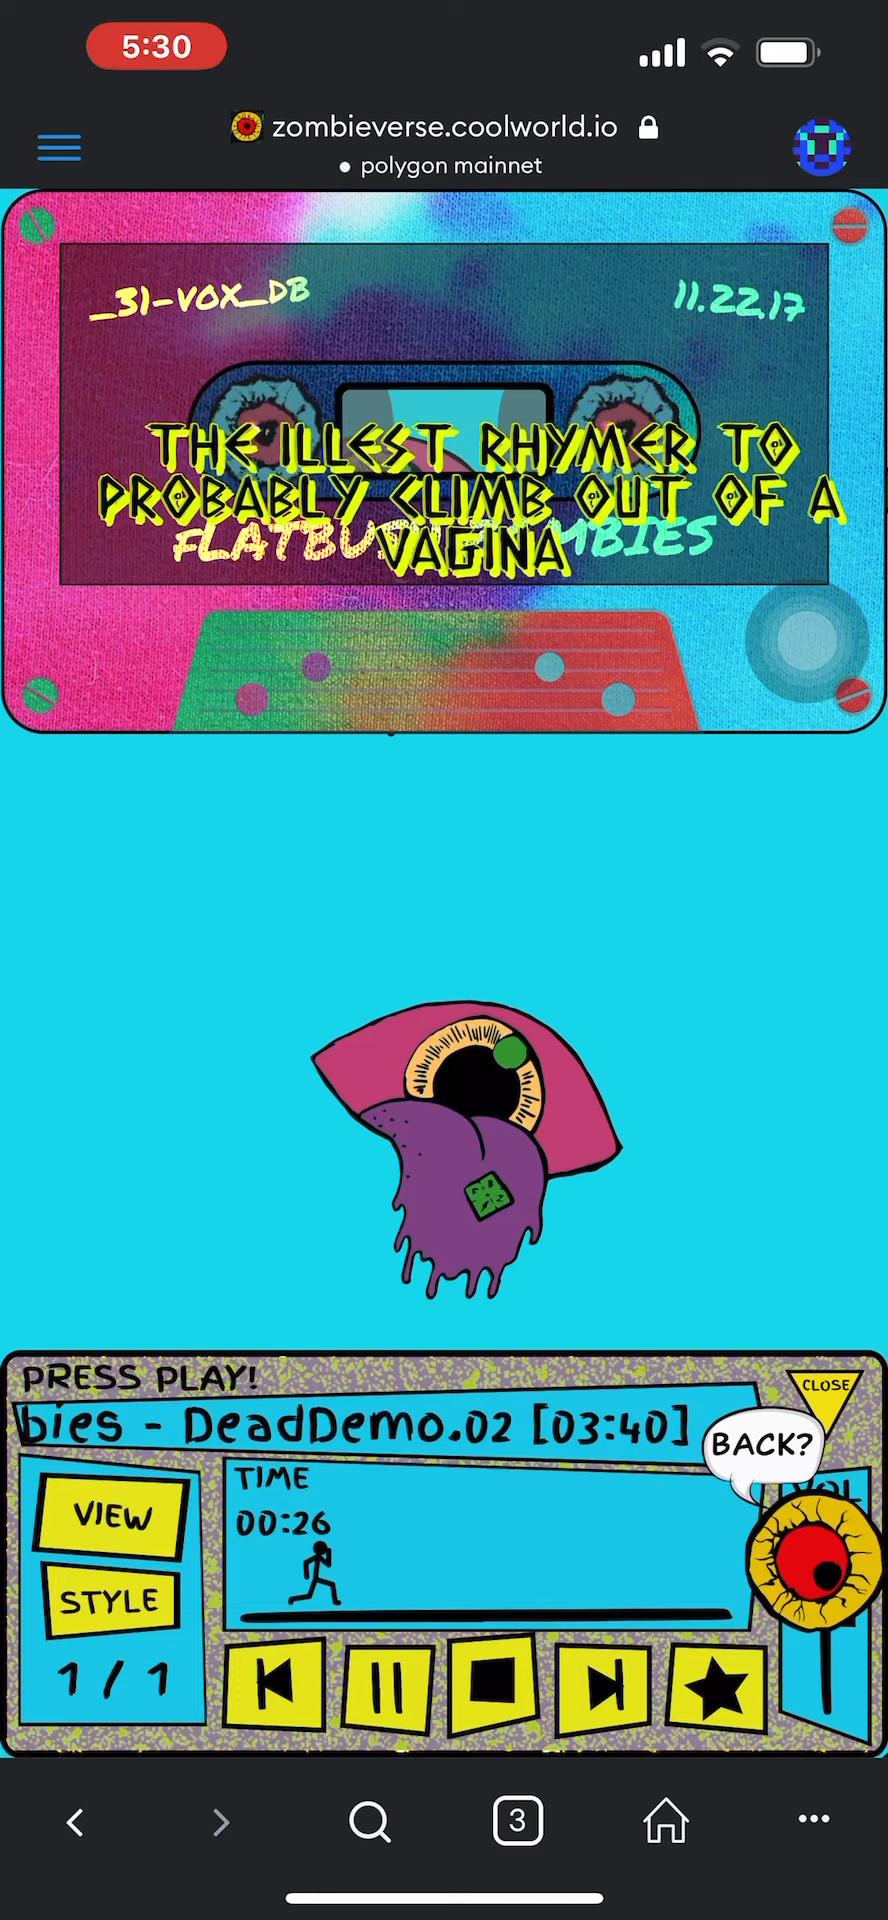 5:30
zombieverse.coolworld.io
polygon mainnet
_31-VOX_DB
11.22.17
THE ILLEST RHYMER TO
PROBABLY CLIMB OUT OF A
VAGINA
PRESS PLAY!
CLOSE
bies - DeadDemo.02 [03:40]
BACK?
VOL
VIEW
TIME
00:26
STYLE
1 / 1
3